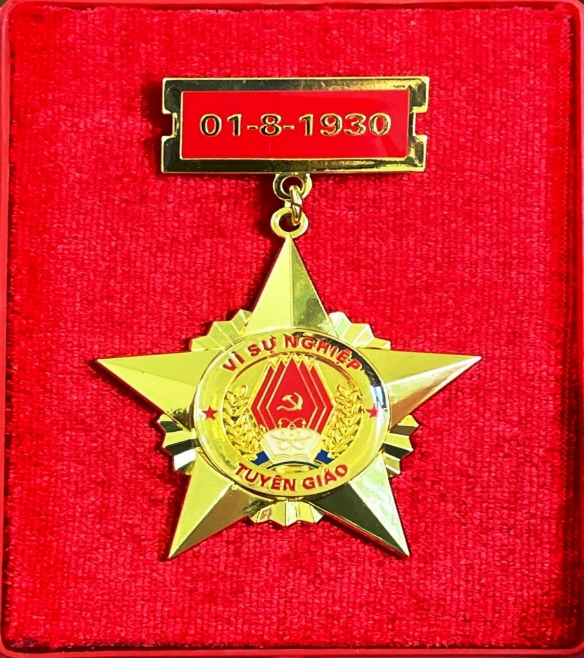 01-8-1930
VÌ SỰ NGHIỆP
TUYÊN GIÁO